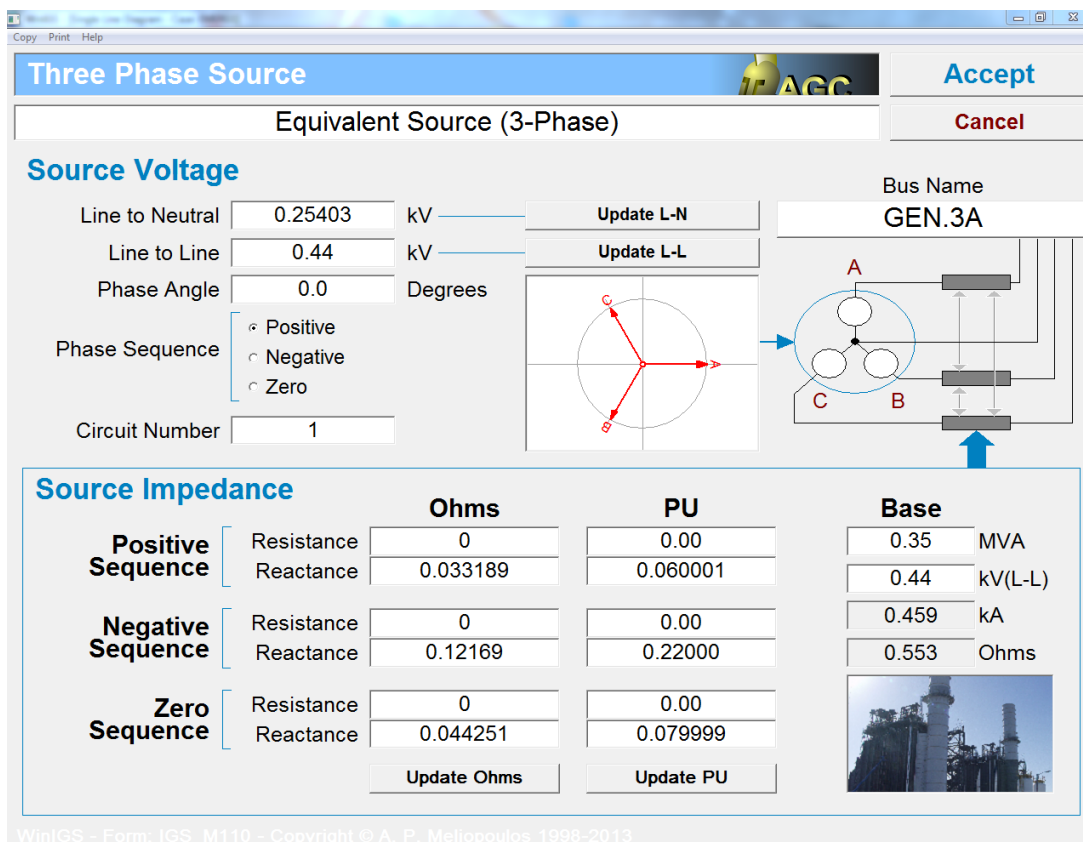 Copy Print Help
Three Phase Source
AGC
Accept
Equivalent Source (3-Phase)
Cancel
Source Voltage
Bus Name
GEN.3A
Line to Neutral 0.25403 kV Update L-N
Line to Line 0.44 kV Update L-L
Phase Angle 0.0 Degrees
Phase Sequence
Positive
Negative
Zero
Circuit Number 1
A
B
C
A
C
B
Source Impedance
Ohms PU Base
Positive Sequence
Resistance 0 0.00 0.35 MVA
Reactance 0.033189 0.060001 0.44 kV(L-L)
Negative Sequence
Resistance 0 0.00 0.459 kA
Reactance 0.12169 0.22000 0.553 Ohms
Zero Sequence
Resistance 0 0.00
Reactance 0.044251 0.079999
Update Ohms Update PU
WinIGS - Form: IGS_M110 - Copyright © A. P. Meliopoulos 1998-2013